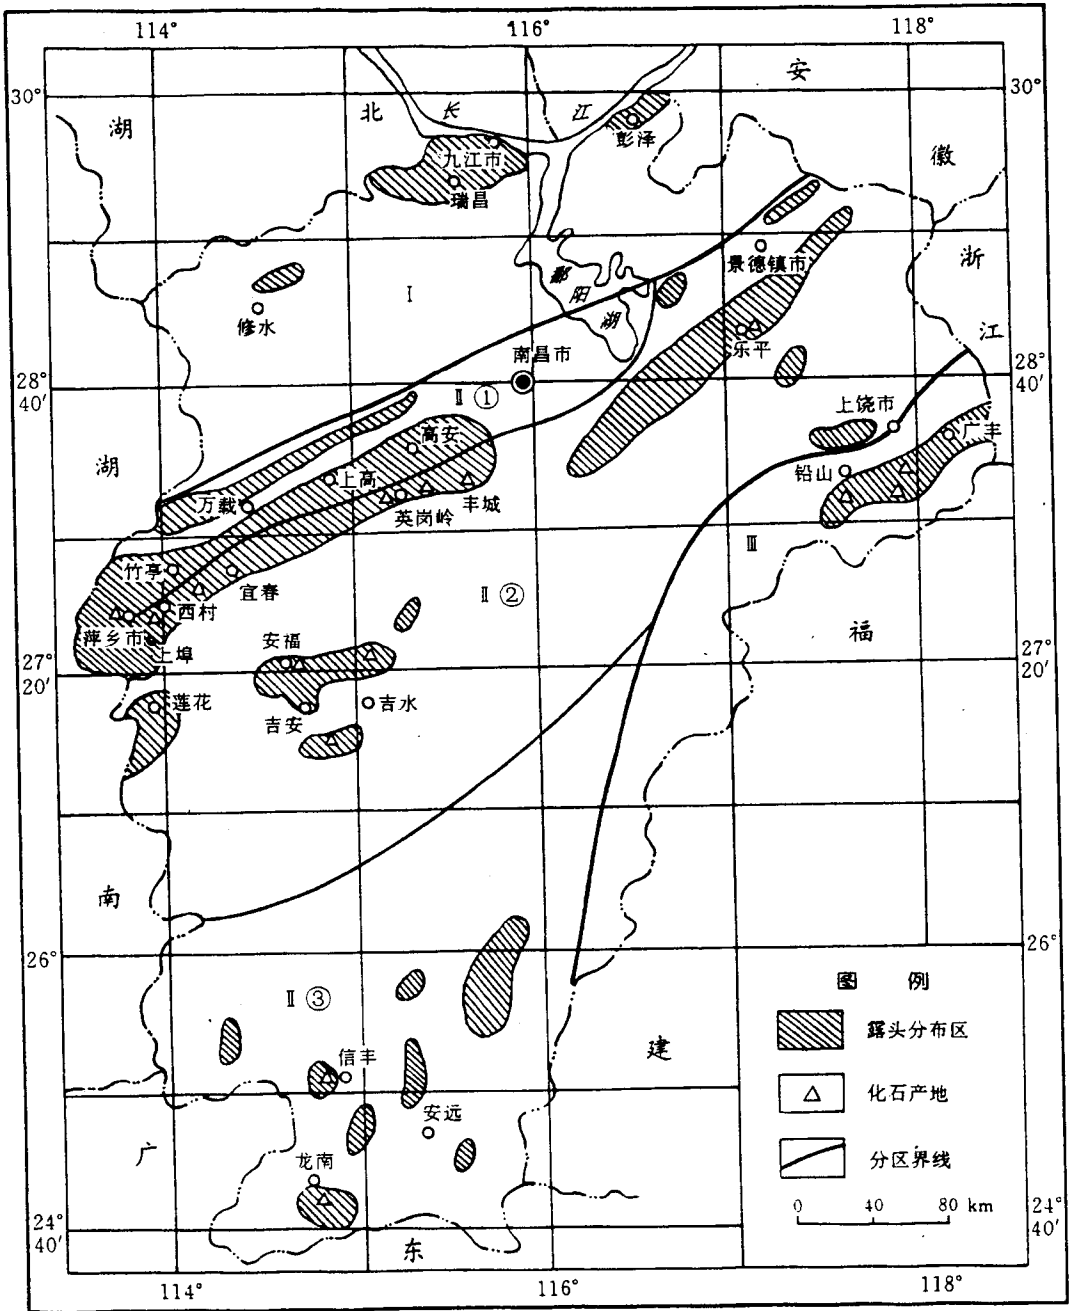 114°
116°
118°
30°
30°
安
湖
北
长
江
彭泽
九江市
徽
瑞昌
浙
景德镇市
鄱
阳
湖
I
修水
乐平
江
南昌市
28°
40′
28°
40′
II①
上饶市
高安
广丰
湖
上高
铅山
万载
丰城
英岗岭
III
竹亭
宜春
II②
西村
萍乡市
安福
福
上埠
27°
20′
27°
20′
莲花
吉水
吉安
南
26°
26°
图 例
II③
露头分布区
信丰
建
化石产地
安远
广
龙南
分区界线
0 40 80 km
24°
40′
24°
40′
东
114°
116°
118°